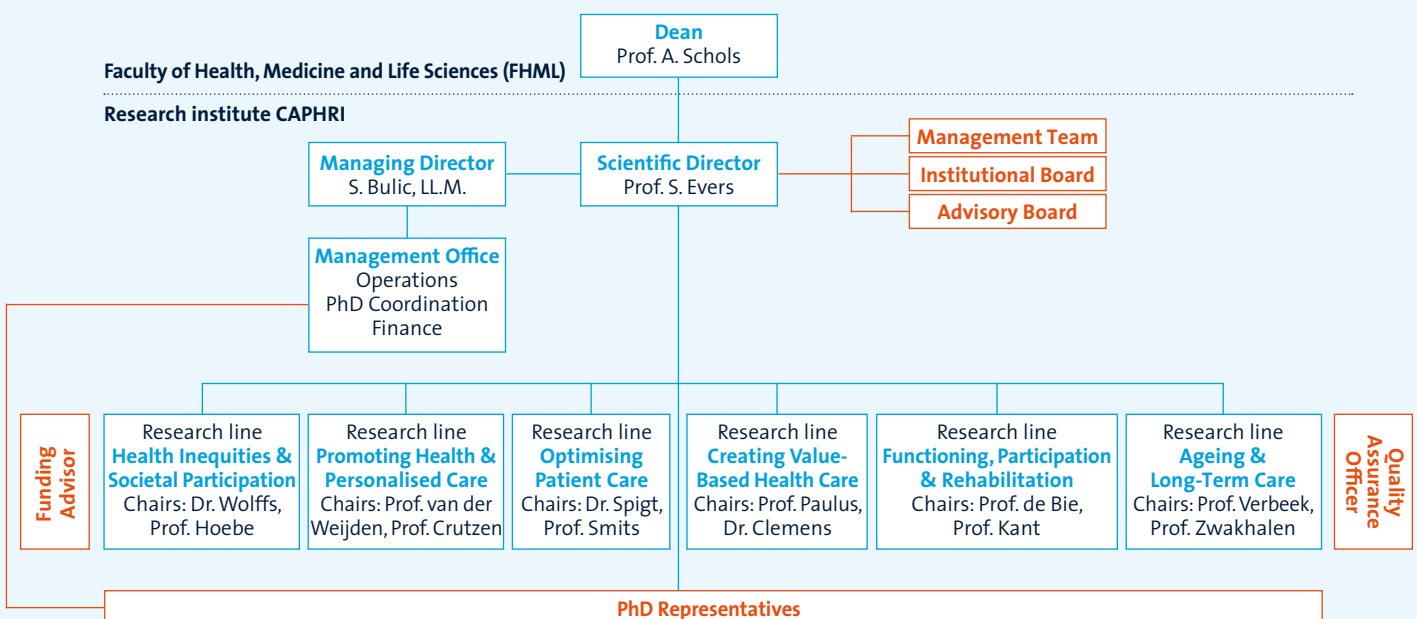 Dean
Prof. A. Schols
Faculty of Health, Medicine and Life Sciences (FHML)
Research institute CAPHRI
Managing Director
S. Bulic, LL.M.
Scientific Director
Prof. S. Evers
Management Team
Institutional Board
Advisory Board
Management Office
Operations
PhD Coordination
Finance
Funding
Advisor
Research line
Health Inequities &
Societal Participation
Chairs: Dr. Wolffs,
Prof. Hoebe
Research line
Promoting Health &
Personalised Care
Chairs: Prof. van der
Weijden, Prof. Crutzen
Research line
Optimising
Patient Care
Chairs: Dr. Spigt,
Prof. Smits
Research line
Creating Value-
Based Health Care
Chairs: Prof. Paulus,
Dr. Clemens
Research line
Functioning, Participation
& Rehabilitation
Chairs: Prof. de Bie,
Prof. Kant
Research line
Ageing &
Long-Term Care
Chairs: Prof. Verbeek,
Prof. Zwakhalen
Quality
Assurance
Officer
PhD Representatives